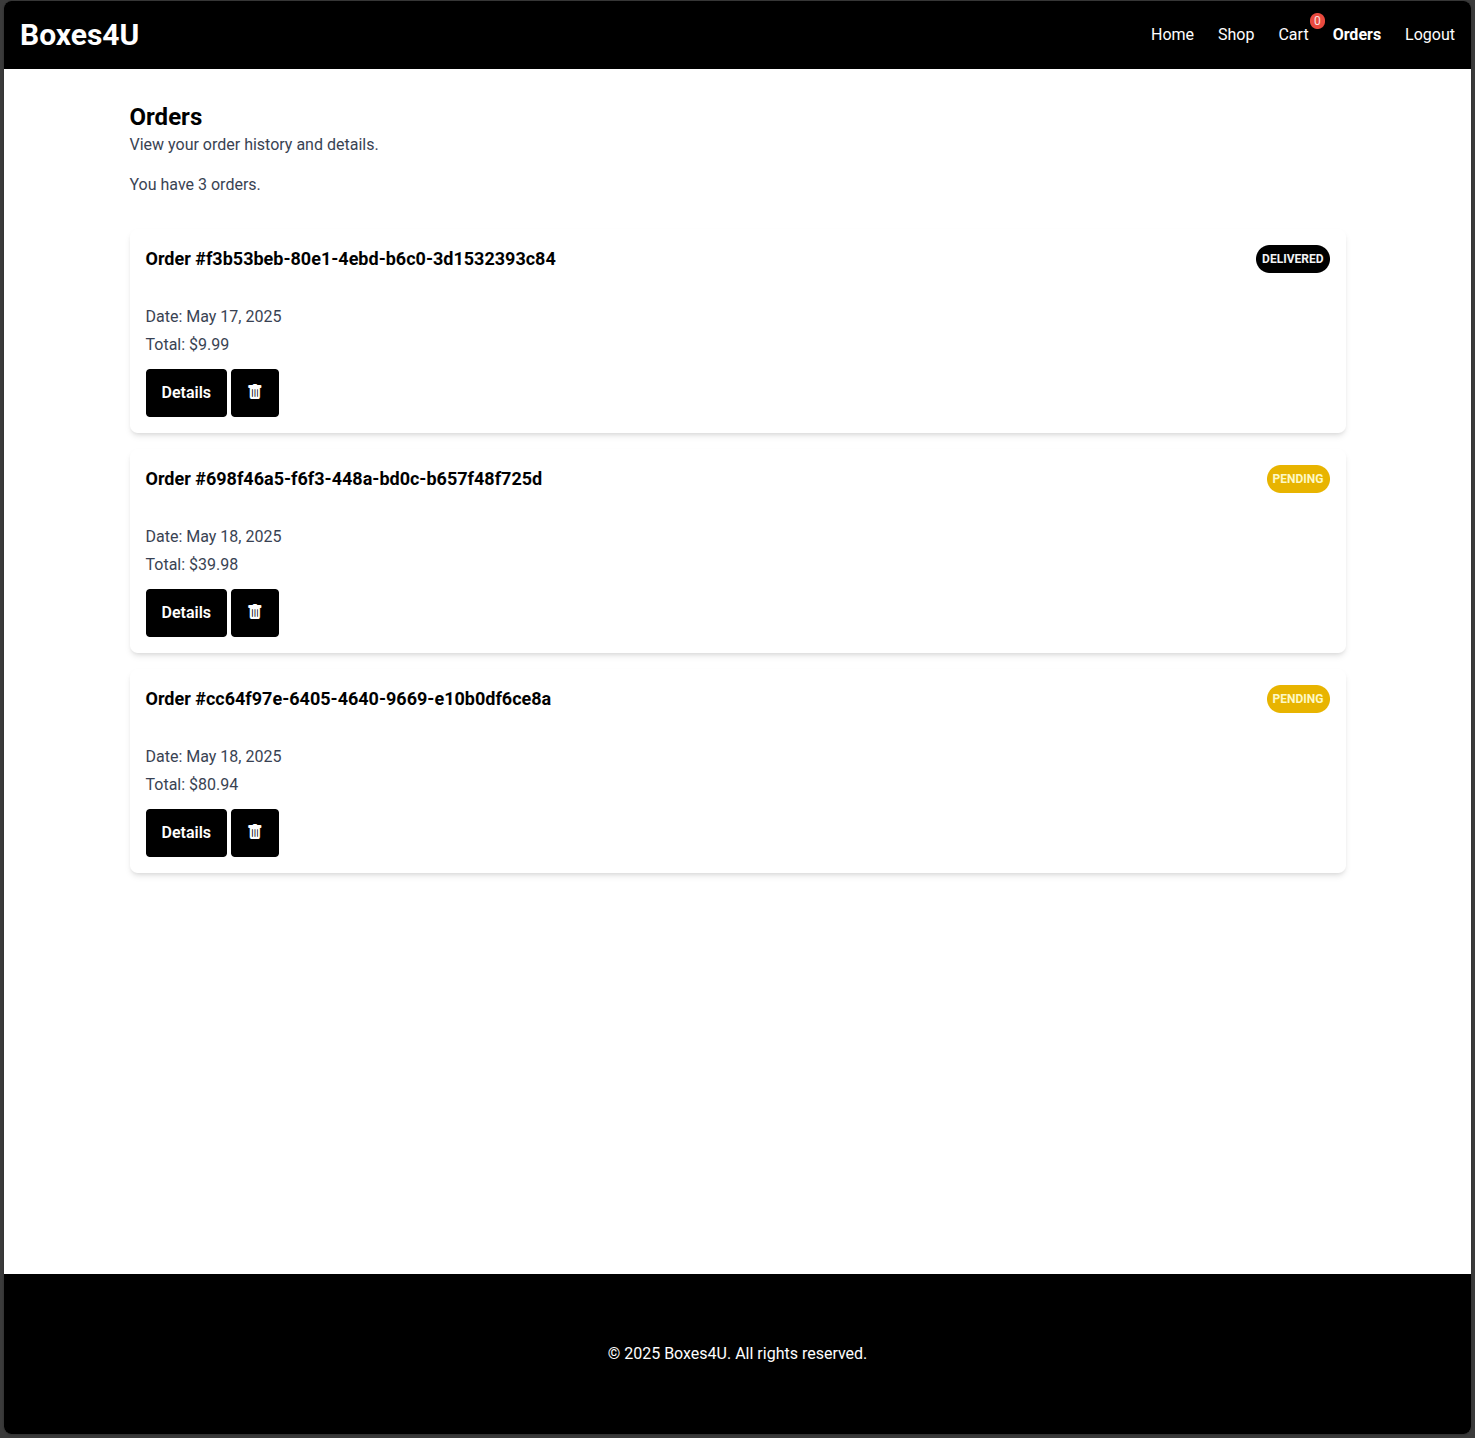 Boxes4U
Home Shop Cart 0 Orders Logout
Orders
View your order history and details.
You have 3 orders.
Order #f3b53beb-80e1-4ebd-b6c0-3d1532393c84 DELIVERED
Date: May 17, 2025
Total: $9.99
Details
Order #698f46a5-f6f3-448a-bd0c-b657f48f725d PENDING
Date: May 18, 2025
Total: $39.98
Details
Order #cc64f97e-6405-4640-9669-e10b0df6ce8a PENDING
Date: May 18, 2025
Total: $80.94
Details
© 2025 Boxes4U. All rights reserved.